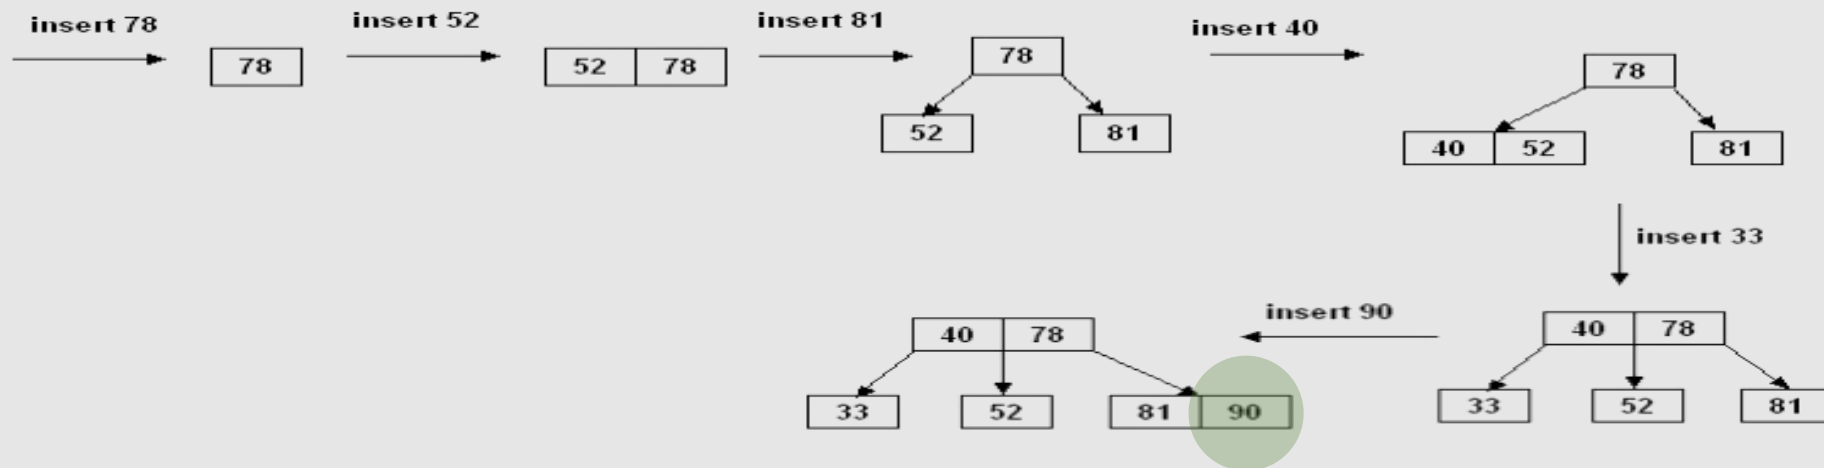 insert 78
78
insert 52
52 78
insert 81
78
52 81
insert 40
78
40 52 81
insert 33
40 78
33 52 81
insert 90
40 78
33 52 81 90